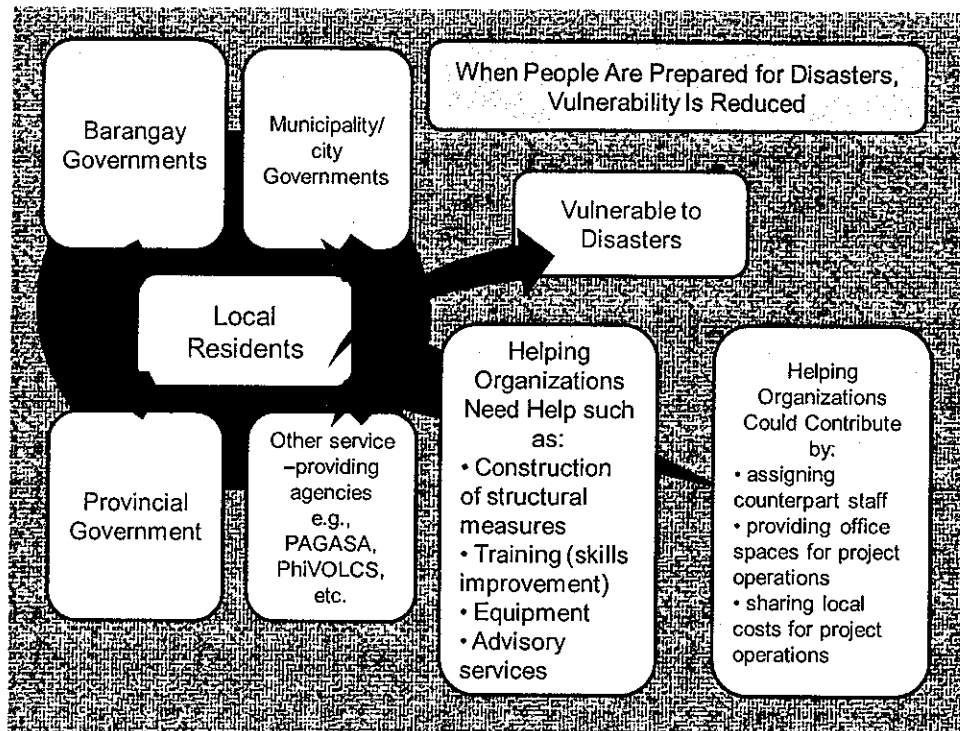 When People Are Prepared for Disasters,
Vulnerability Is Reduced
Barangay
Governments
Municipality/
city
Governments
Vulnerable to
Disasters
Local
Residents
Provincial
Government
Other service
–providing
agencies
e.g.,
PAGASA,
PhiVOLCS,
etc.
Helping
Organizations
Need Help such
as:
• Construction
of structural
measures
• Training (skills
improvement)
• Equipment
• Advisory
services
Helping
Organizations
Could Contribute
by:
• assigning
counterpart staff
• providing office
spaces for project
operations
• sharing local
costs for project
operations